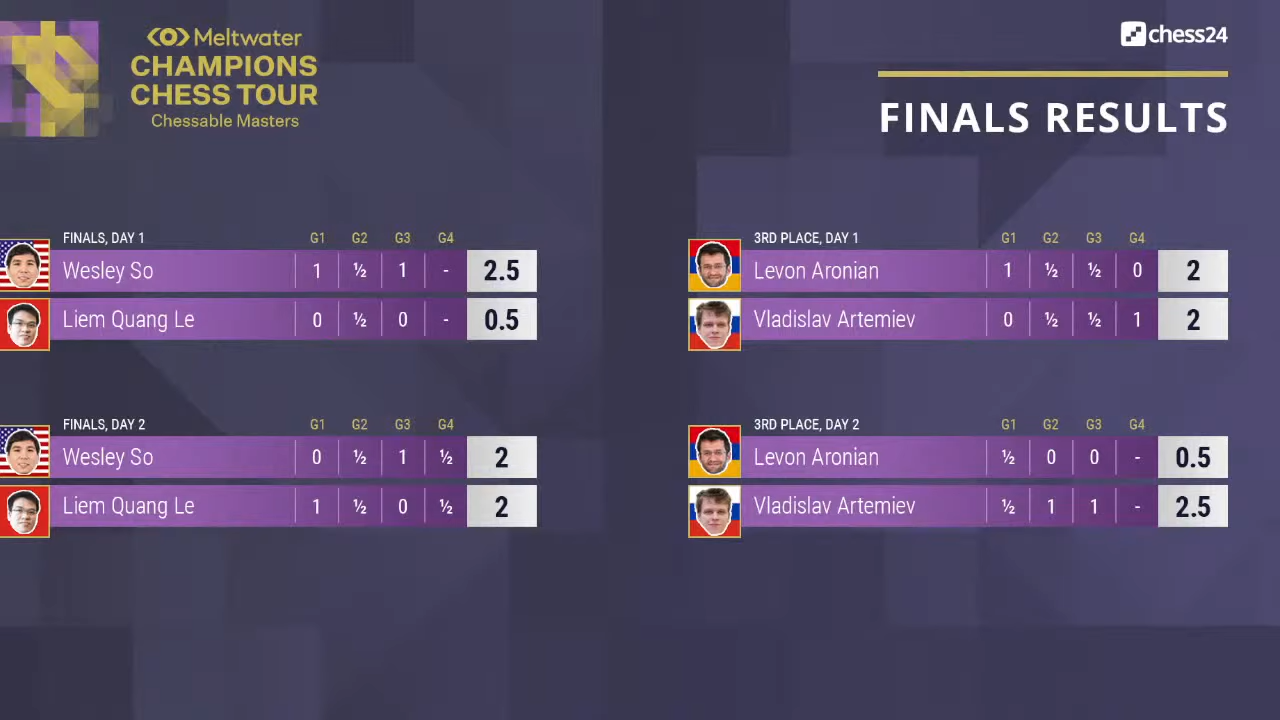 Meltwater
CHAMPIONS
CHESS TOUR
Chessable Masters
chess24
FINALS RESULTS
FINALS, DAY 1 G1 G2 G3 G4
Wesley So 1 ½ 1 - 2.5
Liem Quang Le 0 ½ 0 - 0.5
3RD PLACE, DAY 1 G1 G2 G3 G4
Levon Aronian 1 ½ ½ 0 2
Vladislav Artemiev 0 ½ ½ 1 2
FINALS, DAY 2 G1 G2 G3 G4
Wesley So 0 ½ 1 ½ 2
Liem Quang Le 1 ½ 0 ½ 2
3RD PLACE, DAY 2 G1 G2 G3 G4
Levon Aronian ½ 0 0 - 0.5
Vladislav Artemiev ½ 1 1 - 2.5